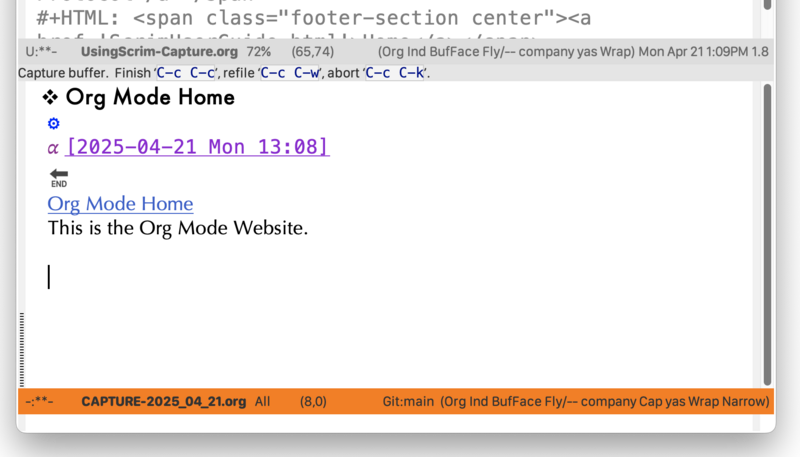 #+HTML: <span class="footer-section center"><a
U:**- UsingScrim-Capture.org 72% (65,74) (Org Ind BufFace Fly/-- company yas Wrap) Mon Apr 21 1:09PM 1.8
Capture buffer. Finish ‘C-c C-c’, refile ‘C-c C-w’, abort ‘C-c C-k’.
❖ Org Mode Home
α [2025-04-21 Mon 13:08]
END
Org Mode Home
This is the Org Mode Website.
-:**- CAPTURE-2025_04_21.org All (8,0) Git:main (Org Ind BufFace Fly/-- company Cap yas Wrap Narrow)